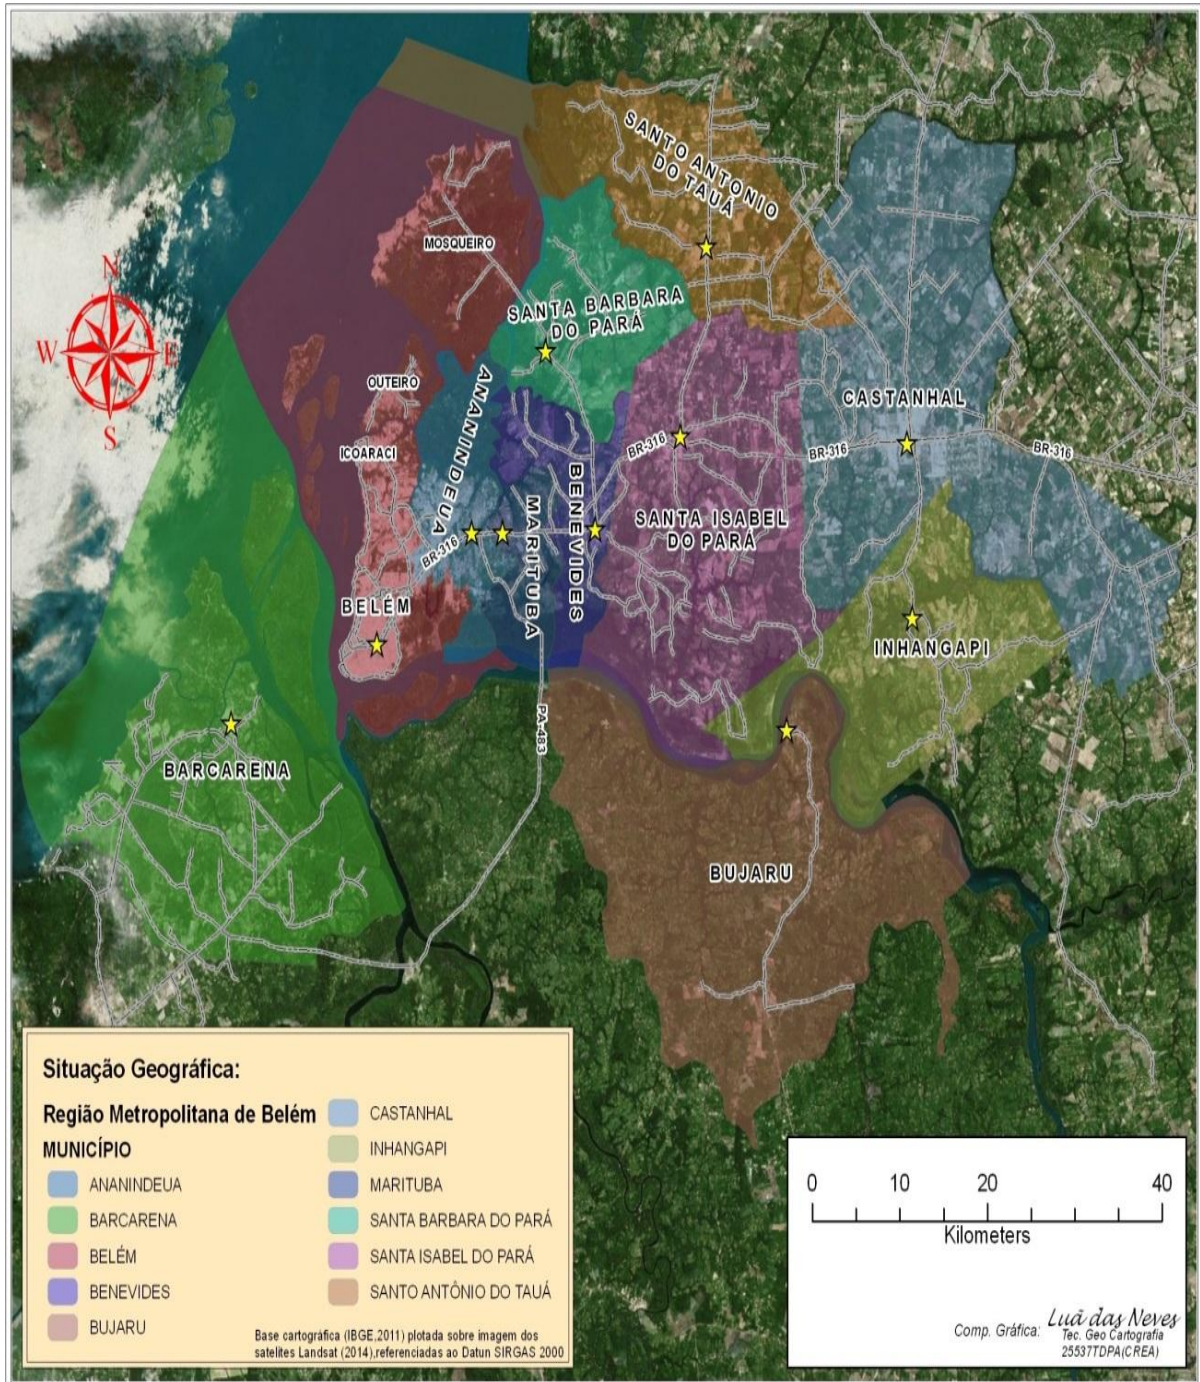 SANTO ANTONIO
DO TAUÁ
MOSQUEIRO
N
W E
S
SANTA BARBARA
DO PARÁ
OUTEIRO
ANANINDEUA
CASTANHAL
ICOARACI
BR-316
BR-316
BR-316
BENEVIDES
MARITUBA
SANTA ISABEL
DO PARÁ
BR-316
BELÉM
INHANGAPI
PA-483
BARCARENA
BUJARU
Situação Geográfica:
Região Metropolitana de Belém
MUNICÍPIO
ANANINDEUA
BARCARENA
BELÉM
BENEVIDES
BUJARU
CASTANHAL
INHANGAPI
MARITUBA
SANTA BARBARA DO PARÁ
SANTA ISABEL DO PARÁ
SANTO ANTÔNIO DO TAUÁ
Base cartográfica (IBGE,2011) plotada sobre imagem dos
satelites Landsat (2014),referenciadas ao Datun SIRGAS 2000
0 10 20 40
Kilometers
Comp. Gráfica: Luã das Neves
Tec. Geo Cartografia
25537TDPA(CREA)